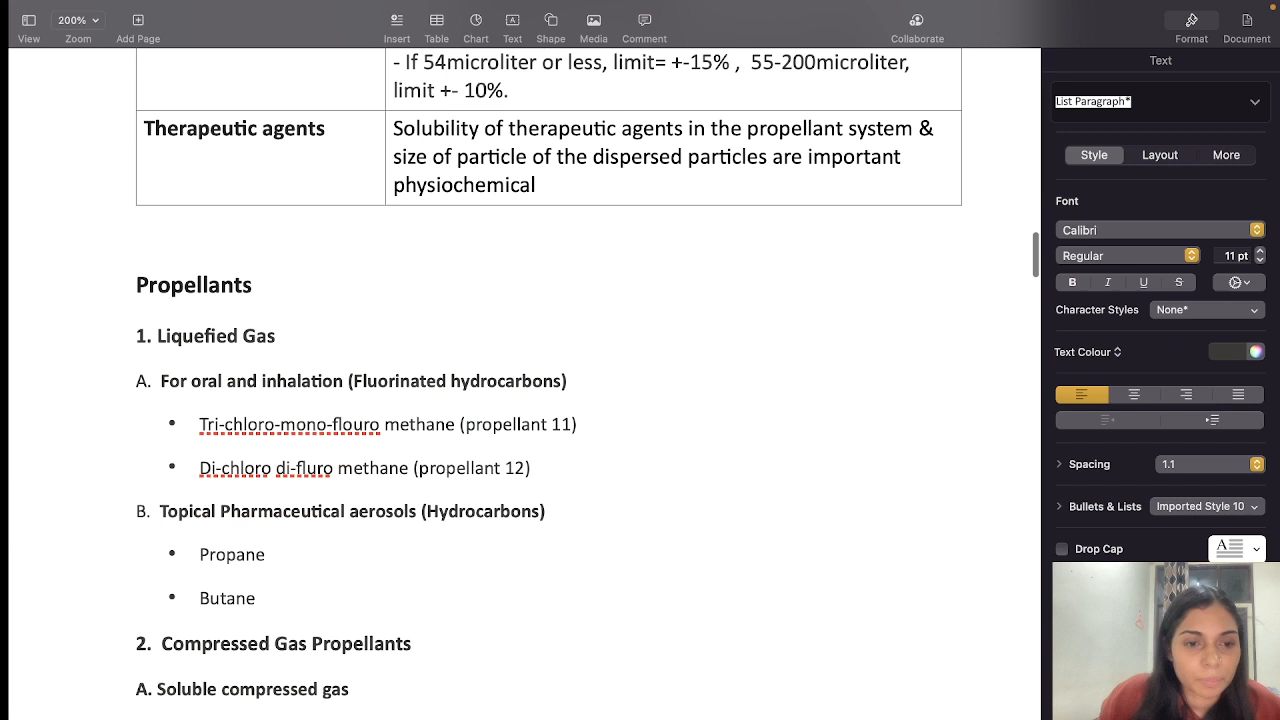 200%
View
Zoom
Add Page
Insert
Table
Chart
Text
Shape
Media
Comment
Collaborate
Format
Document
- If 54microliter or less, limit= +-15% , 55-200microliter,
limit +- 10%.
Therapeutic agents
Solubility of therapeutic agents in the propellant system &
size of particle of the dispersed particles are important
physiochemical
Propellants
1. Liquefied Gas
A. For oral and inhalation (Fluorinated hydrocarbons)
• Tri-chloro-mono-flouro methane (propellant 11)
• Di-chloro di-fluro methane (propellant 12)
B. Topical Pharmaceutical aerosols (Hydrocarbons)
• Propane
• Butane
2. Compressed Gas Propellants
A. Soluble compressed gas
Text
List Paragraph*
Style
Layout
More
Font
Calibri
Regular
11 pt
B I U S
Character Styles
None*
Text Colour
Spacing
1.1
Bullets & Lists
Imported Style 10
Drop Cap
A